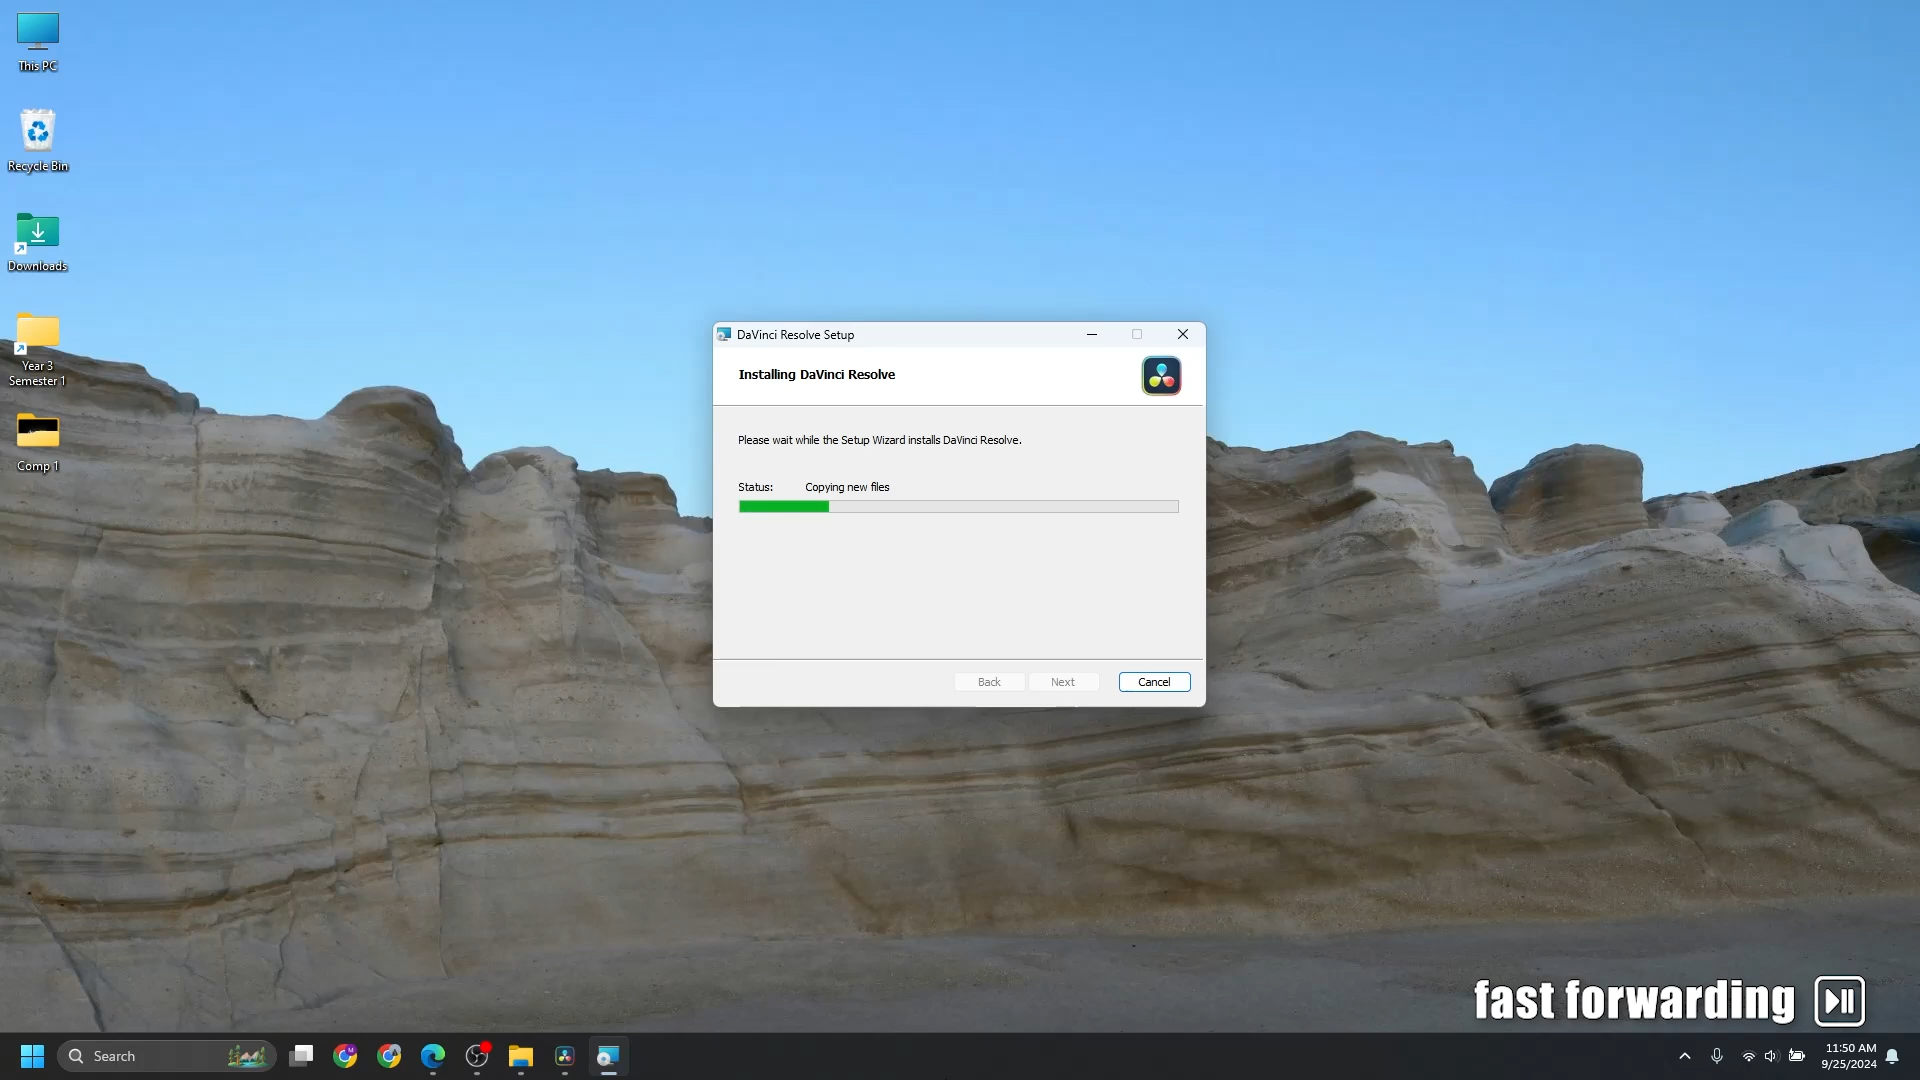 This PC
Recycle Bin
Downloads
Year 3
Semester 1
Comp 1
DaVinci Resolve Setup
Installing DaVinci Resolve
Please wait while the Setup Wizard installs DaVinci Resolve.
Status: Copying new files
Back Next Cancel
fast forwarding
Search
11:50 AM
9/25/2024